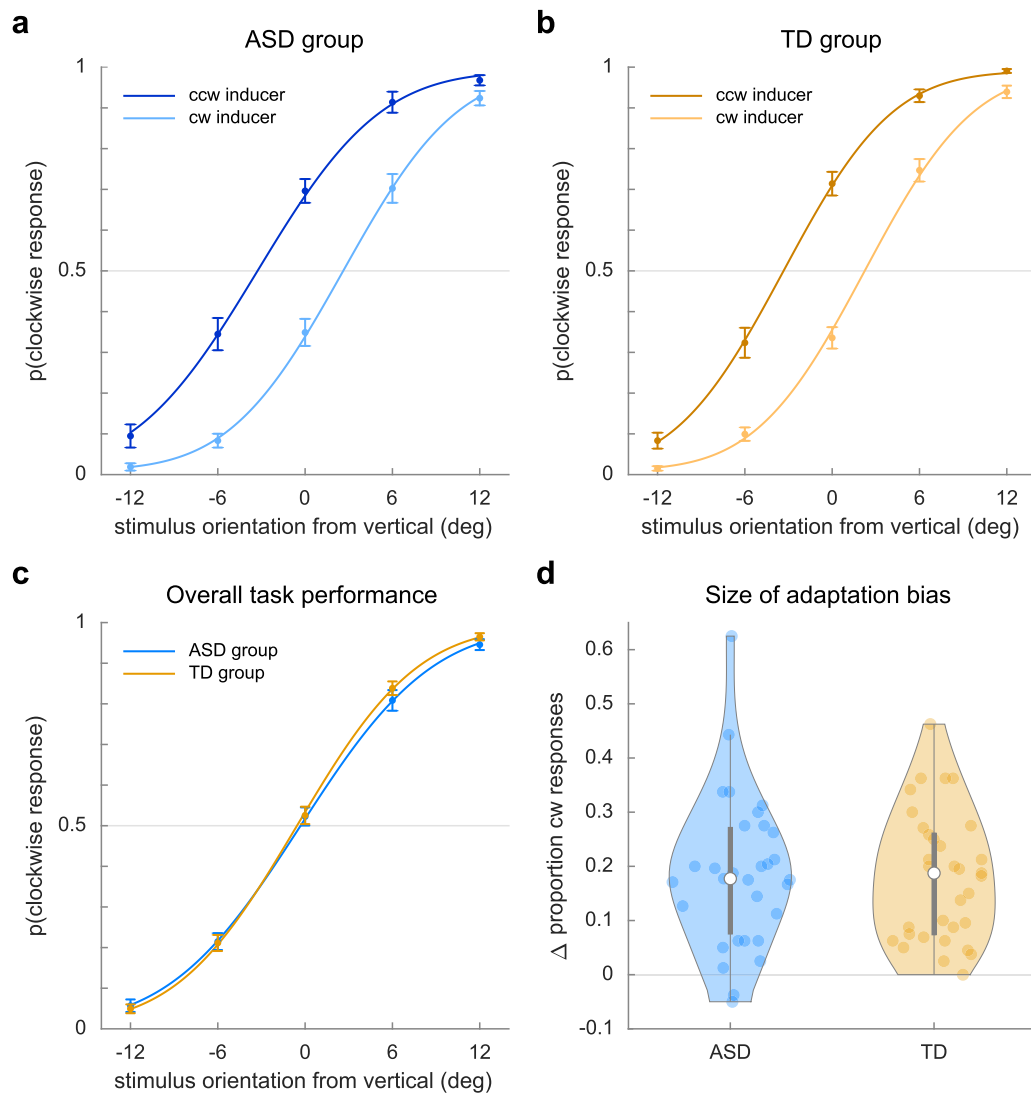 a
ASD group
1
ccw inducer
cw inducer
0.5
0
p(clockwise response)
-12 -6 0 6 12
stimulus orientation from vertical (deg)
b
TD group
1
ccw inducer
cw inducer
0.5
0
p(clockwise response)
-12 -6 0 6 12
stimulus orientation from vertical (deg)
c
Overall task performance
1
ASD group
TD group
0.5
0
p(clockwise response)
-12 -6 0 6 12
stimulus orientation from vertical (deg)
d
Size of adaptation bias
0.6
0.5
0.4
0.3
0.2
0.1
0
-0.1
Δ proportion cw responses
ASD TD